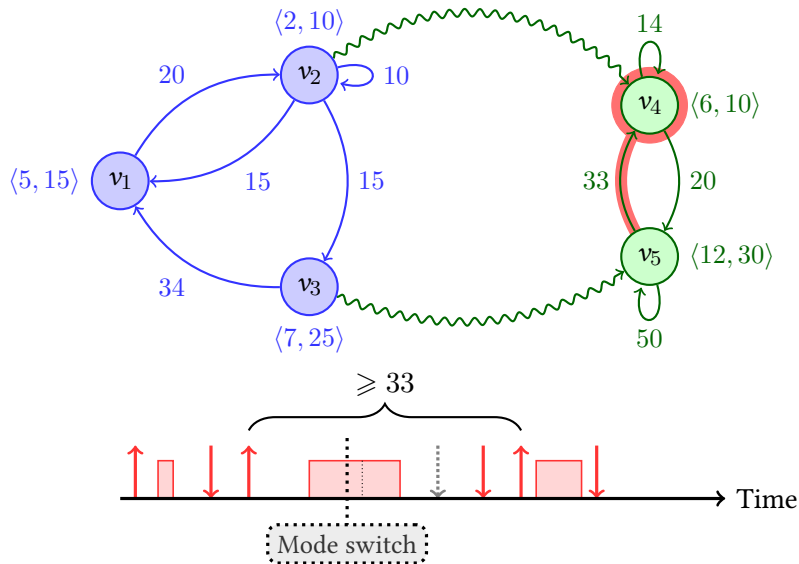 ⟨2, 10⟩
14
20
v₂
10
v₄
⟨6, 10⟩
⟨5, 15⟩
v₁
15
15
33
20
34
v₃
v₅
⟨12, 30⟩
⟨7, 25⟩
50
⩾ 33
Time
Mode switch